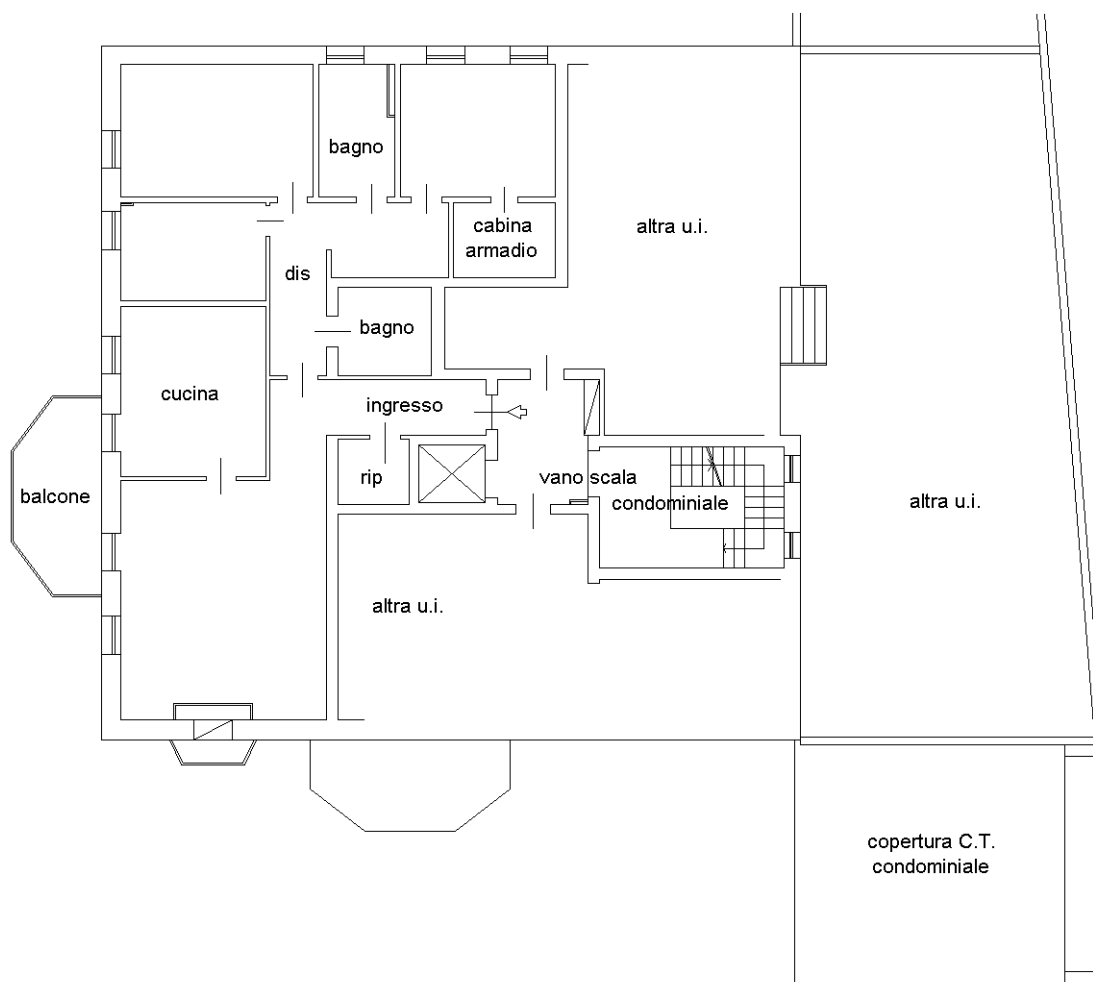 bagno
cabina
armadio
altra u.i.
dis
bagno
cucina
ingresso
rip
vano scala
condominiale
balcone
altra u.i.
altra u.i.
copertura C.T.
condominiale